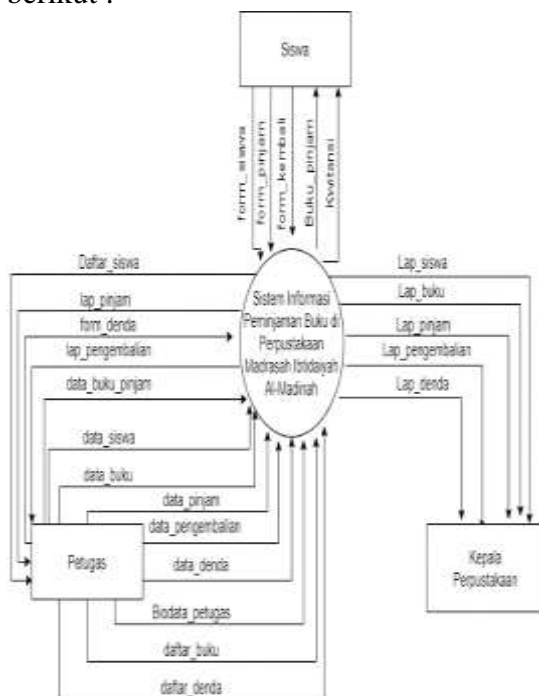 berikut :
Siswa
form_siswa
form_pinjam
form_kembali
Buku_pinjam
Kwitansi
Daftar_siswa
lap_pinjam
form_denda
lap_pengembalian
data_buku_pinjam
data_siswa
data_buku
data_pinjam
data_pengembalian
data_denda
Biodata_petugas
daftar_buku
daftar_denda
Sistem Informasi
Peminjaman Buku di
Perpustakaan
Madrasah Ibtidaiyah
Al-Madinah
Lap_siswa
Lap_buku
Lap_pinjam
Lap_pengembalian
Lap_denda
Petugas
Kepala
Perpustakaan